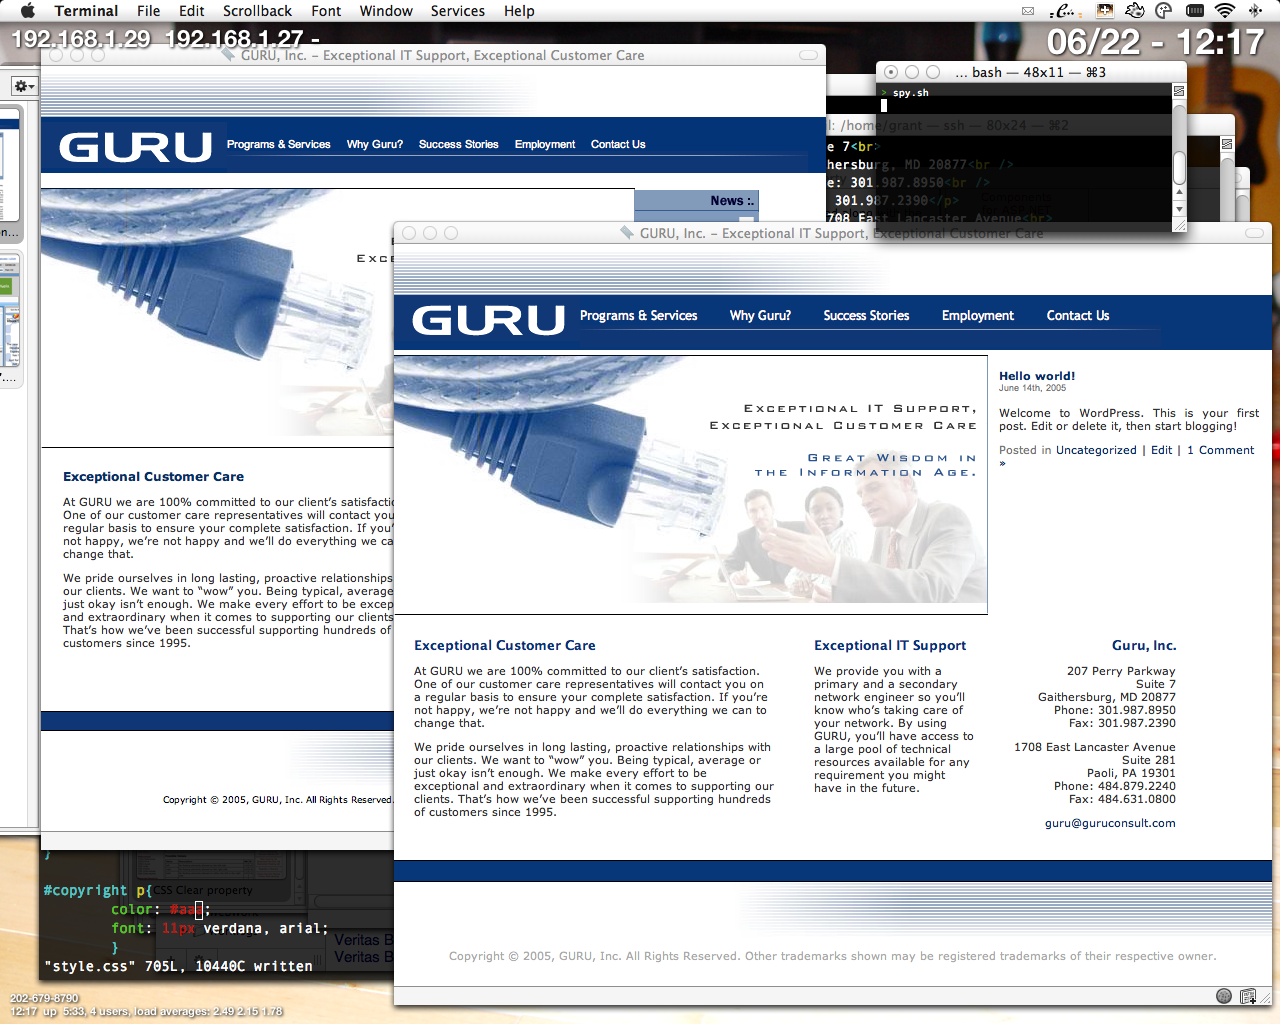 Terminal File Edit Scrollback Font Window Services Help
192.168.1.29 192.168.1.27 -
06/22 - 12:17
GURU, Inc. – Exceptional IT Support, Exceptional Customer Care
... bash — 48x11 — ⌘3
> spy.sh
l: /home/grant — ssh — 80x24 — ⌘2
e 7<br>
hersburg, MD 20877<br />
e: 301.987.8950<br />
301.987.2390</p>
708 East Lancaster Avenue<br>
GURU
Programs & Services Why Guru? Success Stories Employment Contact Us
News :.
Exceptional Customer Care
At GURU we are 100% committed to our client's satisfactio
One of our customer care representatives will contact you
regular basis to ensure your complete satisfaction. If you'
not happy, we're not happy and we'll do everything we ca
change that.
We pride ourselves in long lasting, proactive relationships
our clients. We want to “wow” you. Being typical, average
just okay isn't enough. We make every effort to be excep
and extraordinary when it comes to supporting our clients
That's how we've been successful supporting hundreds of
customers since 1995.
Copyright © 2005, GURU, Inc. All Rights Reserved.
GURU, Inc. – Exceptional IT Support, Exceptional Customer Care
GURU
Programs & Services Why Guru? Success Stories Employment Contact Us
Exceptional IT Support,
Exceptional Customer Care
Great Wisdom in
the Information Age.
Hello world!
June 14th, 2005
Welcome to WordPress. This is your first
post. Edit or delete it, then start blogging!
Posted in Uncategorized | Edit | 1 Comment
»
Exceptional Customer Care
At GURU we are 100% committed to our client's satisfaction.
One of our customer care representatives will contact you on
a regular basis to ensure your complete satisfaction. If you're
not happy, we're not happy and we'll do everything we can to
change that.
We pride ourselves in long lasting, proactive relationships with
our clients. We want to “wow” you. Being typical, average or
just okay isn't enough. We make every effort to be
exceptional and extraordinary when it comes to supporting our
clients. That's how we've been successful supporting hundreds
of customers since 1995.
Exceptional IT Support
We provide you with a
primary and a secondary
network engineer so you'll
know who's taking care of
your network. By using
GURU, you'll have access to
a large pool of technical
resources available for any
requirement you might
have in the future.
Guru, Inc.
207 Perry Parkway
Suite 7
Gaithersburg, MD 20877
Phone: 301.987.8950
Fax: 301.987.2390
1708 East Lancaster Avenue
Suite 281
Paoli, PA 19301
Phone: 484.879.2240
Fax: 484.631.0800
guru@guruconsult.com
Copyright © 2005, GURU, Inc. All Rights Reserved. Other trademarks shown may be registered trademarks of their respective owner.
}
CSS Clear property
#copyright p{
color: #aaa;
font: 11px verdana, arial;
}
Veritas B
Veritas B
"style.css" 705L, 10440C written
202-679-8790
12:17 up 5:33, 4 users, load averages: 2.49 2.15 1.78